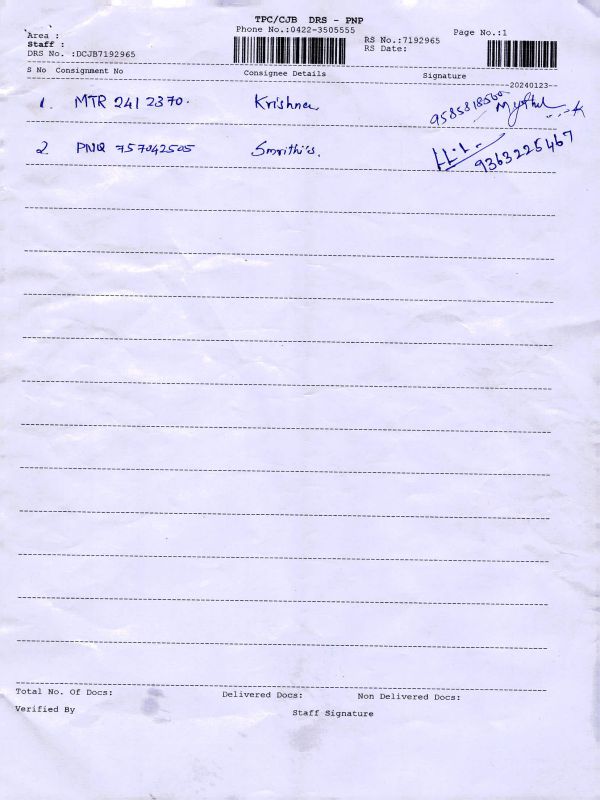 TPC/CJB DRS - PNP
Area : Phone No.:0422-3505555 Page No.:1
Staff : RS No.:7192965
DRS No. :DCJB7192965 RS Date:
S No Consignment No Consignee Details Signature
20240123
1. MTR 241 2370. Krishna 9585818560
2. PNQ 757042505 Smrithi's. 9363225467
Total No. Of Docs: Delivered Docs: Non Delivered Docs:
Verified By Staff Signature